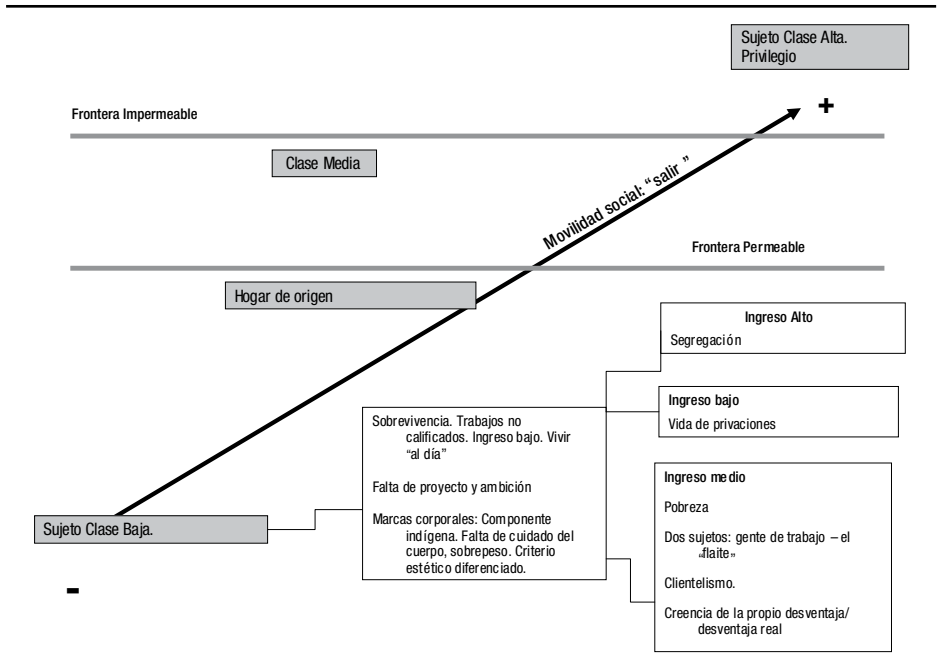 Sujeto Clase Alta.
Privilegio
+
Frontera Impermeable
Clase Media
Movilidad social: “salir ”
Frontera Permeable
Hogar de origen
Ingreso Alto
Segregación
Ingreso bajo
Vida de privaciones
Sobrevivencia. Trabajos no
calificados. Ingreso bajo. Vivir
“al día”
Falta de proyecto y ambición
Marcas corporales: Componente
indígena. Falta de cuidado del
cuerpo, sobrepeso. Criterio
estético diferenciado.
Ingreso medio
Pobreza
Dos sujetos: gente de trabajo – el
„flaite”
Clientelismo.
Creencia de la propio desventaja/
desventaja real
Sujeto Clase Baja.
-